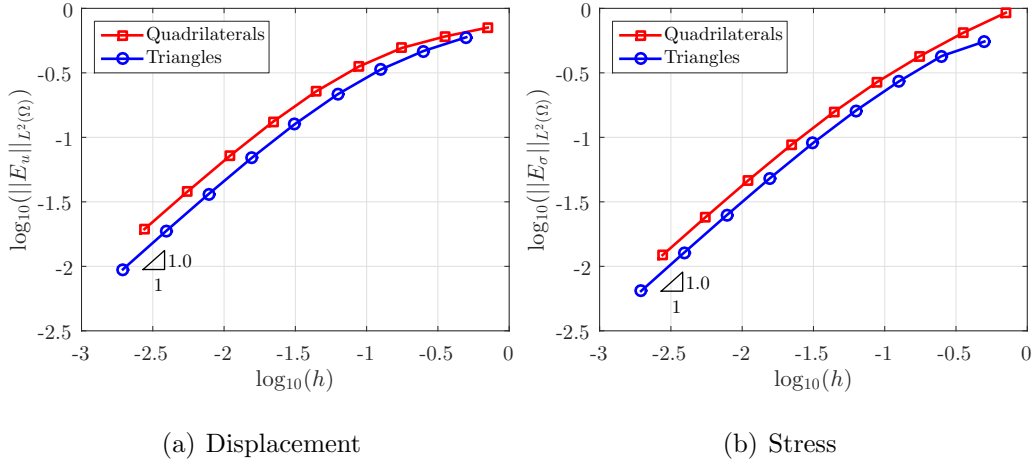 0
-0.5
-1
-1.5
-2
-2.5
-3 -2.5 -2 -1.5 -1 -0.5 0
log₁₀(h)
log₁₀(||E_u||_{L²(Ω)})
Quadrilaterals
Triangles
1.0
1
(a) Displacement
0
-0.5
-1
-1.5
-2
-2.5
-3 -2.5 -2 -1.5 -1 -0.5 0
log₁₀(h)
log₁₀(||E_σ||_{L²(Ω)})
Quadrilaterals
Triangles
1.0
1
(b) Stress